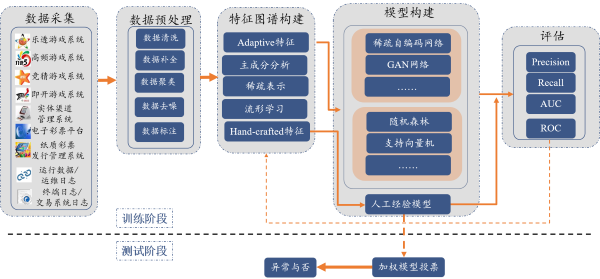 数据采集
乐透游戏系统
高频游戏系统
竞猜游戏系统
即开游戏系统
实体渠道
管理系统
电子彩票平台
纸质彩票
发行管理系统
运行数据/
运维日志
终端日志/
交易系统日志
数据预处理
数据清洗
数据补全
数据聚类
数据去噪
数据标注
特征图谱构建
Adaptive特征
主成分分析
稀疏表示
流形学习
Hand-crafted特征
模型构建
稀疏自编码网络
GAN网络
……
随机森林
支持向量机
……
人工经验模型
评估
Precision
Recall
AUC
ROC
训练阶段
测试阶段
异常与否
加权模型投票